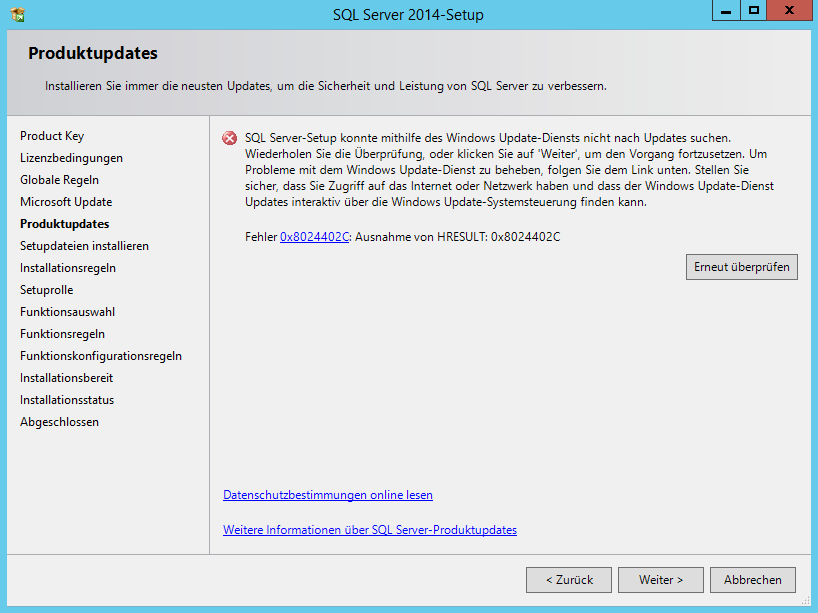 SQL Server 2014-Setup
Produktupdates
Installieren Sie immer die neusten Updates, um die Sicherheit und Leistung von SQL Server zu verbessern.
Product Key
Lizenzbedingungen
Globale Regeln
Microsoft Update
Produktupdates
Setupdateien installieren
Installationsregeln
Setuprolle
Funktionsauswahl
Funktionsregeln
Funktionskonfigurationsregeln
Installationsbereit
Installationsstatus
Abgeschlossen
SQL Server-Setup konnte mithilfe des Windows Update-Diensts nicht nach Updates suchen.
Wiederholen Sie die Überprüfung, oder klicken Sie auf 'Weiter', um den Vorgang fortzusetzen. Um
Probleme mit dem Windows Update-Dienst zu beheben, folgen Sie dem Link unten. Stellen Sie
sicher, dass Sie Zugriff auf das Internet oder Netzwerk haben und dass der Windows Update-Dienst
Updates interaktiv über die Windows Update-Systemsteuerung finden kann.
Fehler 0x8024402C: Ausnahme von HRESULT: 0x8024402C
Erneut überprüfen
Datenschutzbestimmungen online lesen
Weitere Informationen über SQL Server-Produktupdates
< Zurück
Weiter >
Abbrechen